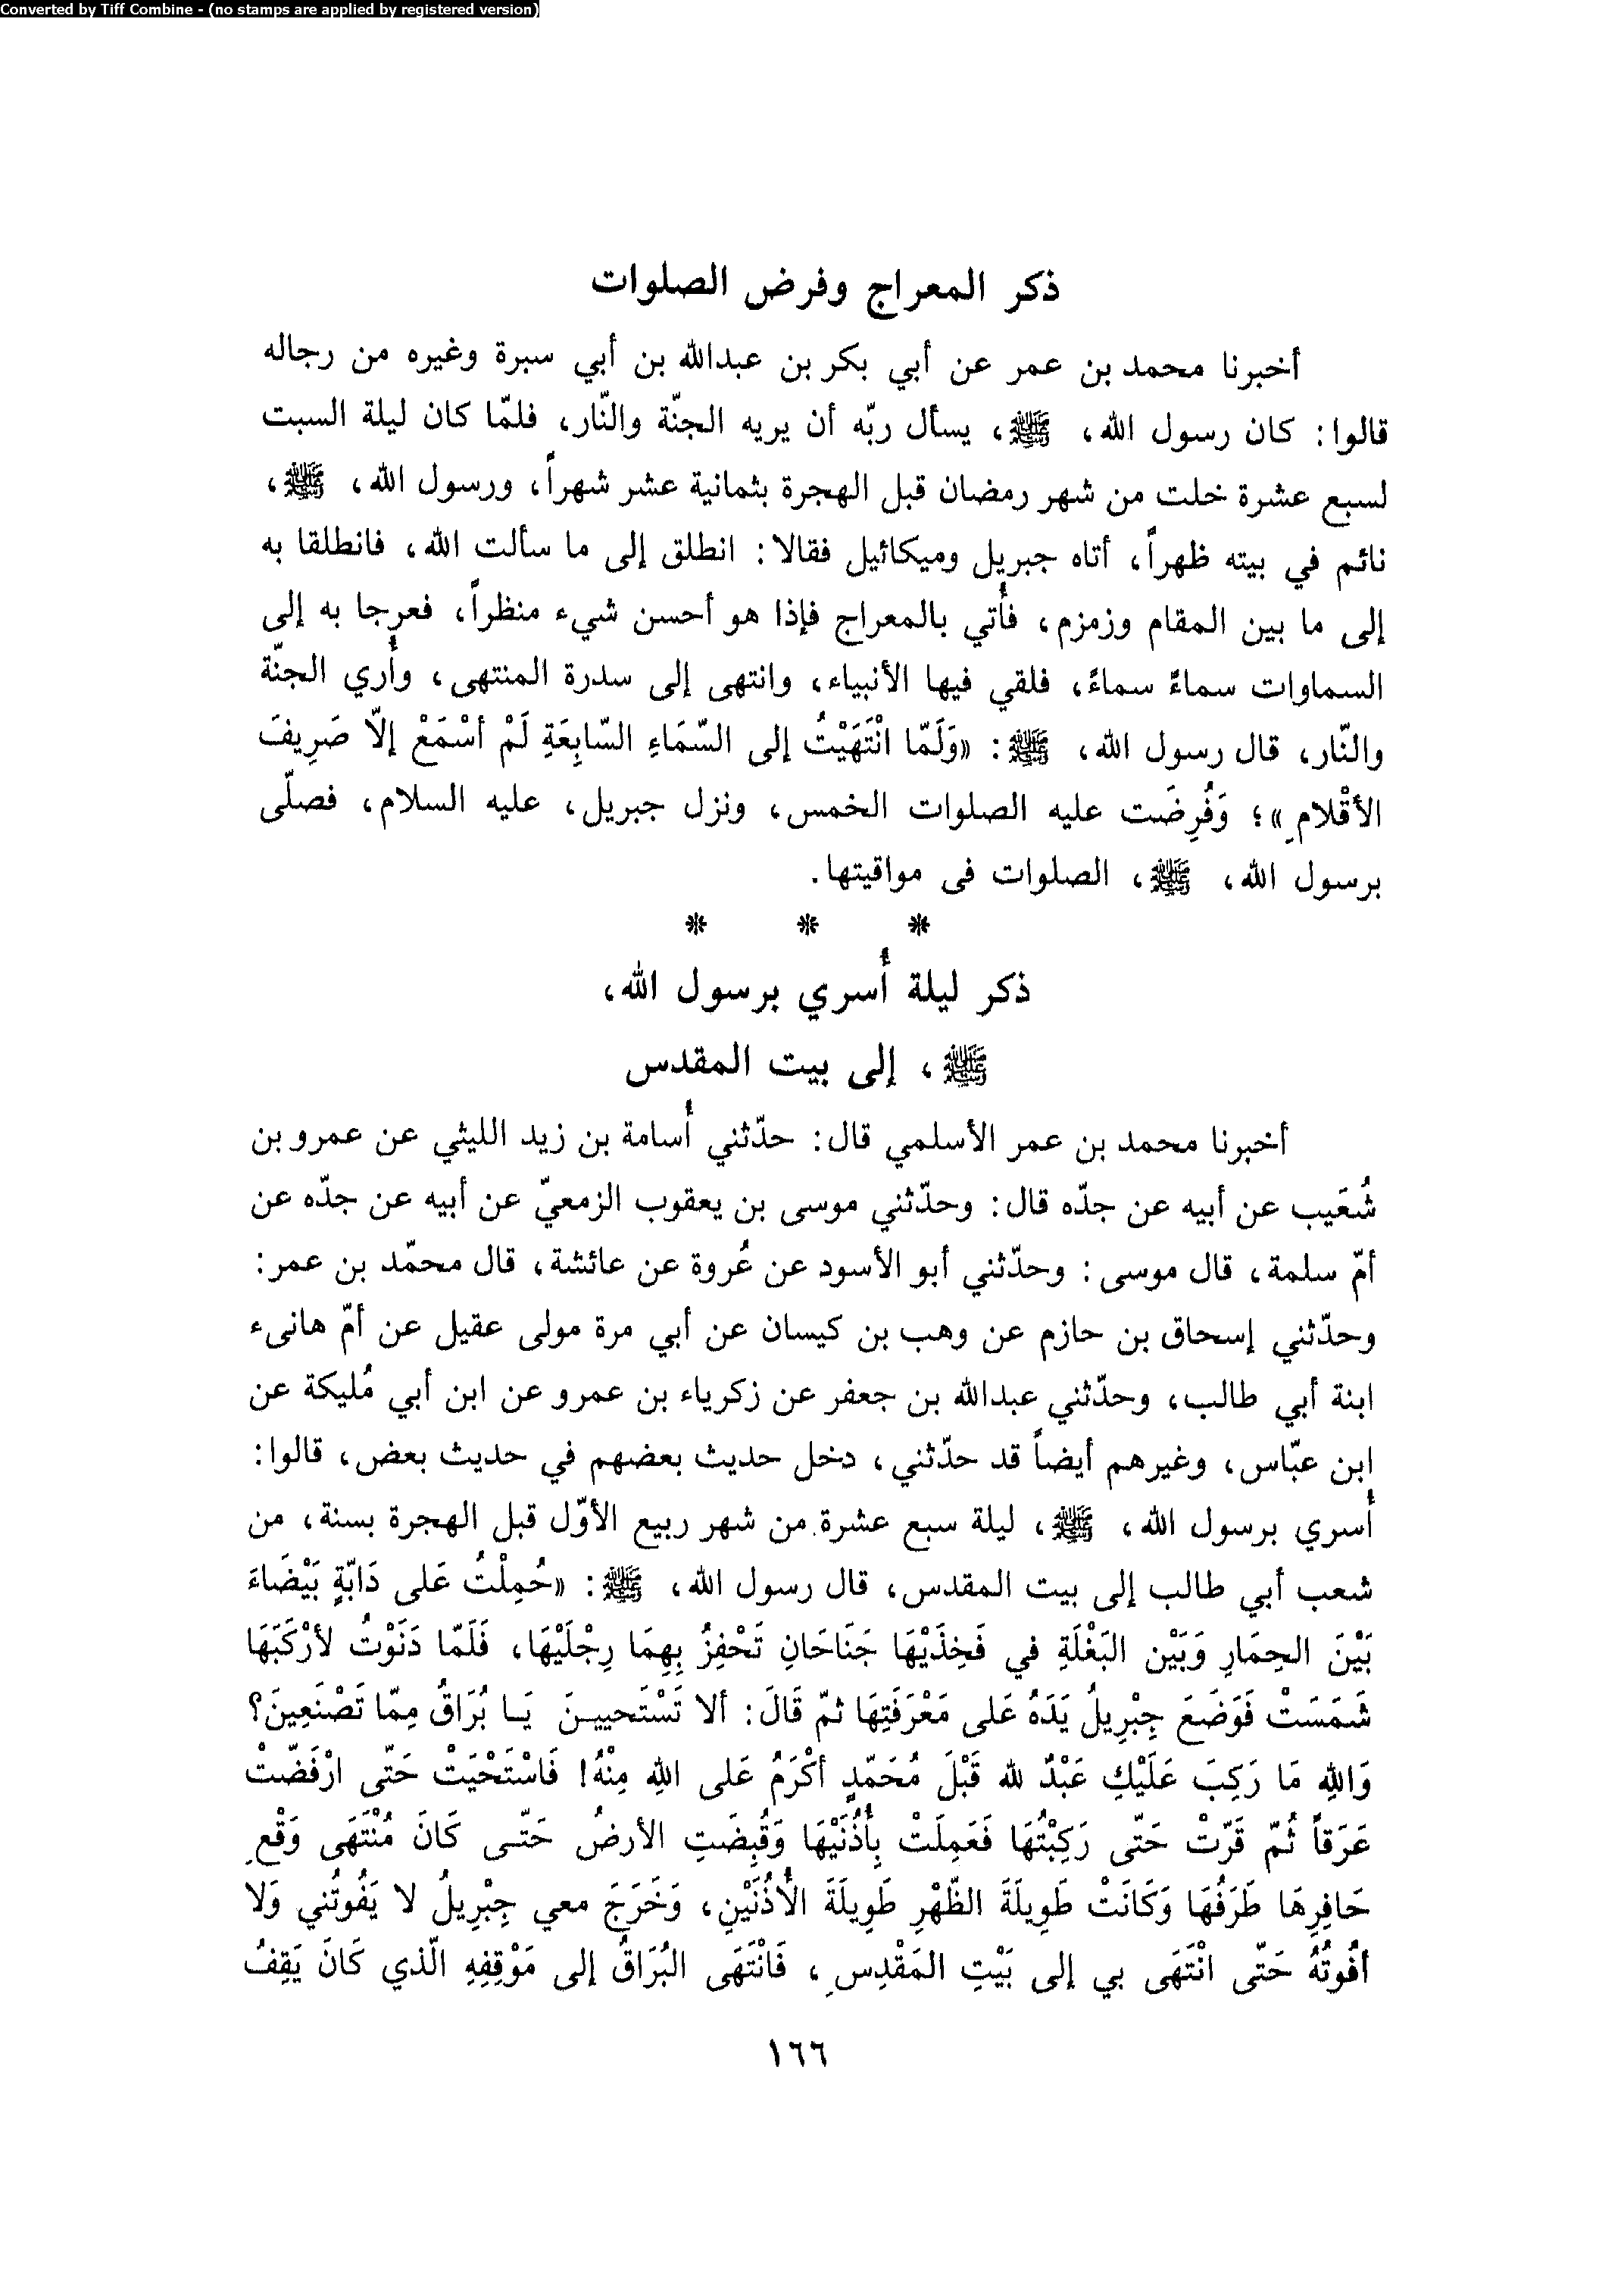 Converted by Tiff Combine - (no stamps are applied by registered version)
ذكر المعراج وفرض الصلوات
أخبرنا محمد بن عمر عن أبي بكر بن عبدالله بن أبي سبرة وغيره من رجاله
قالوا: كان رسول الله، ﷺ، يسأل ربّه أن يريه الجنّة والنّار، فلمّا كان ليلة السبت
لسبع عشرة خلت من شهر رمضان قبل الهجرة بثمانية عشر شهراً، ورسول الله، ﷺ،
نائم في بيته ظهراً، أتاه جبريل وميكائيل فقالا: انطلق إلى ما سألت الله، فانطلقا به
إلى ما بين المقام وزمزم، فأُتي بالمعراج فإذا هو أحسن شيء منظراً، فعرجا به إلى
السماوات سماءً سماءً، فلقي فيها الأنبياء، وانتهى إلى سدرة المنتهى، وأُري الجنّة
والنّار، قال رسول الله، ﷺ: «وَلَمّا انْتَهَيْتُ إلى السّمَاءِ السّابِعَةِ لَمْ أسْمَعْ إلّا صَرِيفَ
الأقْلامِ»؛ وَفُرِضَت عليه الصلوات الخمس، ونزل جبريل، عليه السلام، فصلّى
برسول الله، ﷺ، الصلوات فى مواقيتها.
* * *
ذكر ليلة أُسري برسول الله،
ﷺ، إلى بيت المقدس
أخبرنا محمد بن عمر الأسلمي قال: حدّثني أُسامة بن زيد الليثي عن عمرو بن
شُعَيب عن أبيه عن جدّه قال: وحدّثني موسى بن يعقوب الزمعيّ عن أبيه عن جدّه عن
أمّ سلمة، قال موسى: وحدّثني أبو الأسود عن عُروة عن عائشة، قال محمّد بن عمر:
وحدّثني إسحاق بن حازم عن وهب بن كيسان عن أبي مرة مولى عقيل عن أمّ هانىء
ابنة أبي طالب، وحدّثني عبدالله بن جعفر عن زكرياء بن عمرو عن ابن أبي مُليكة عن
ابن عبّاس، وغيرهم أيضاً قد حدّثني، دخل حديث بعضهم في حديث بعض، قالوا:
أُسري برسول الله، ﷺ، ليلة سبع عشرة من شهر ربيع الأوّل قبل الهجرة بسنة، من
شعب أبي طالب إلى بيت المقدس، قال رسول الله، ﷺ: «حُمِلْتُ عَلى دَابّةٍ بَيْضَاءَ
بَيْنَ الحِمَارِ وَبَيْن البَغْلَةِ في فَخِذَيْهَا جَنَاحَانِ تَحْفِزُ بِهِمَا رِجْلَيْهَا، فَلَمّا دَنَوْتُ لأرْكَبَهَا
شَمَسَتْ فَوَضَعَ جِبْرِيلُ يَدَهُ عَلى مَعْرَفَتِهَا ثمّ قَالَ: ألا تَسْتَحيينَ يَا بُرَاقُ مِمّا تَصْنَعِينَ؟
وَاللهِ مَا رَكِبَ عَلَيْكِ عَبْدٌ لله قَبْلَ مُحَمّدٍ أكْرَمُ عَلى اللهِ مِنْهُ! فَاسْتَحْيَتْ حَتّى ارْفَضّتْ
عَرَقاً ثُمّ قَرّتْ حَتّى رَكِبْتُهَا فَعَمِلَتْ بِأُذُنَيْهَا وَقُبِضَتِ الأرضُ حَتّى كَانَ مُنْتَهَى وَقْعِ
حَافِرِهَا طَرَفُهَا وَكَانَتْ طَوِيلَةَ الظّهْرِ طَوِيلَةَ الأُذُنَيْنِ، وَخَرَجَ معي جِبْرِيلُ لا يَفُوتُني وَلا
أفُوتُهُ حَتّى انْتَهَى بي إلى بَيْتِ المَقْدِسِ، فَانْتَهَى البُرَاقُ إلى مَوْقِفِهِ الّذي كَانَ يَقِفُ
١٦٦